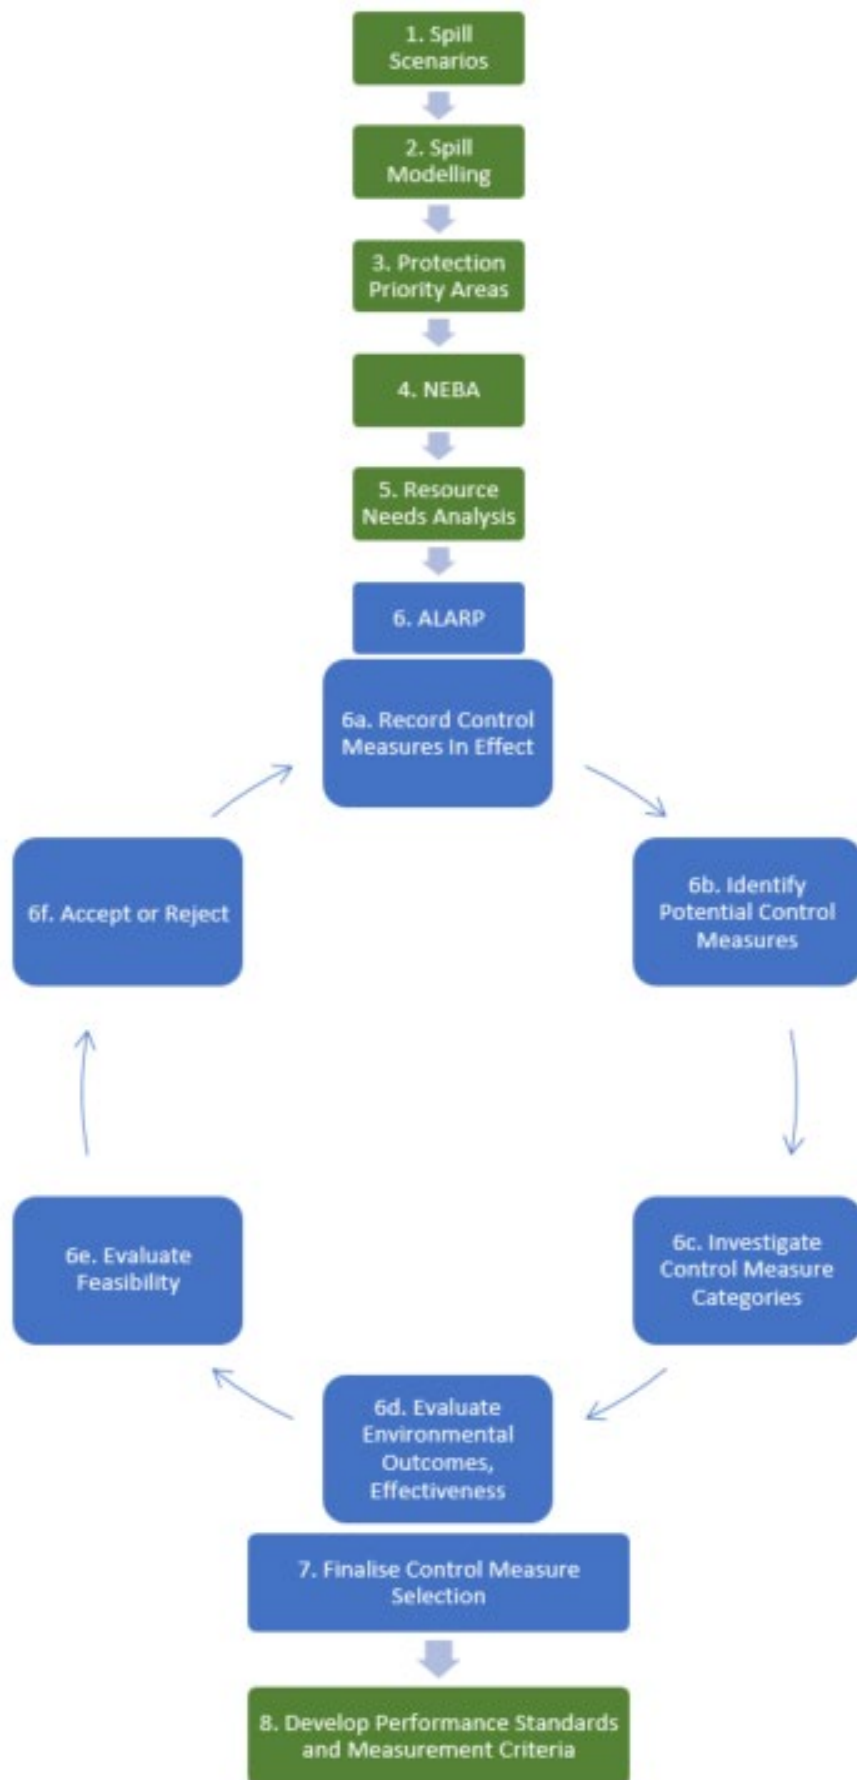 1. Spill
Scenarios
2. Spill
Modelling
3. Protection
Priority Areas
4. NEBA
5. Resource
Needs Analysis
6. ALARP
6a. Record Control
Measures In Effect
6b. Identify
Potential Control
Measures
6c. Investigate
Control Measure
Categories
6d. Evaluate
Environmental
Outcomes,
Effectiveness
6e. Evaluate
Feasibility
6f. Accept or Reject
7. Finalise Control Measure
Selection
8. Develop Performance Standards
and Measurement Criteria